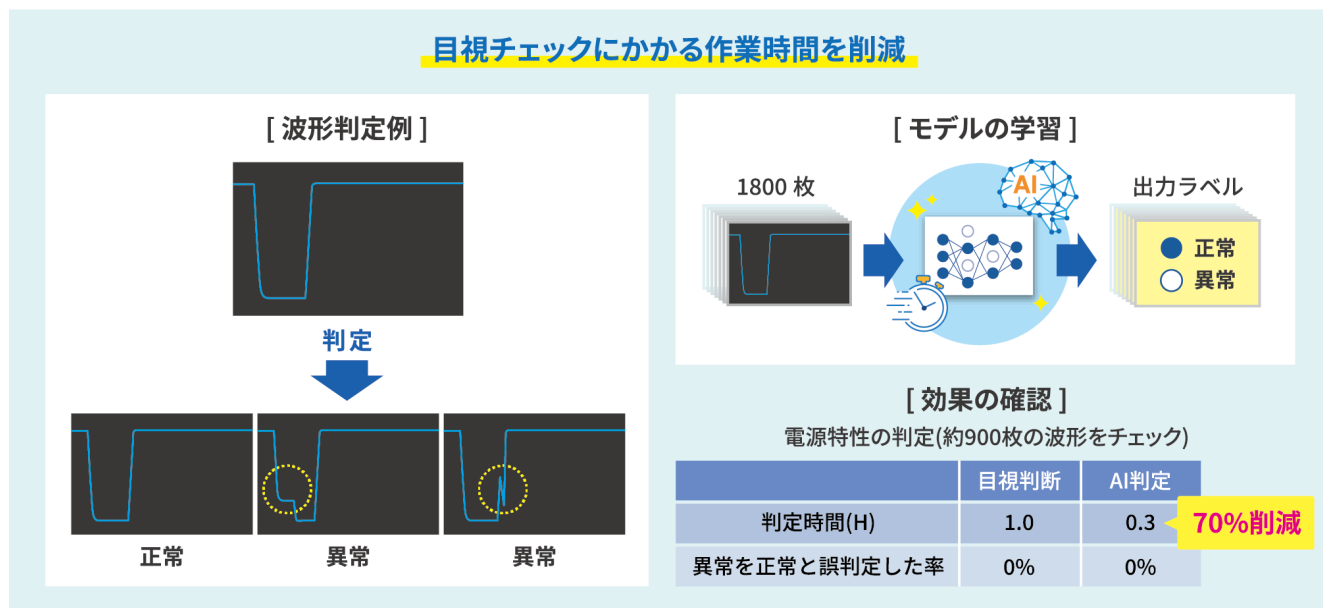 目視チェックにかかる作業時間を削減
[ 波形判定例 ]
判定
正常
異常
異常
[ モデルの学習 ]
1800 枚
AI
出力ラベル
正常
異常
[ 効果の確認 ]
電源特性の判定(約900枚の波形をチェック)
目視判断 AI判定
判定時間(H) 1.0 0.3
70%削減
異常を正常と誤判定した率 0% 0%